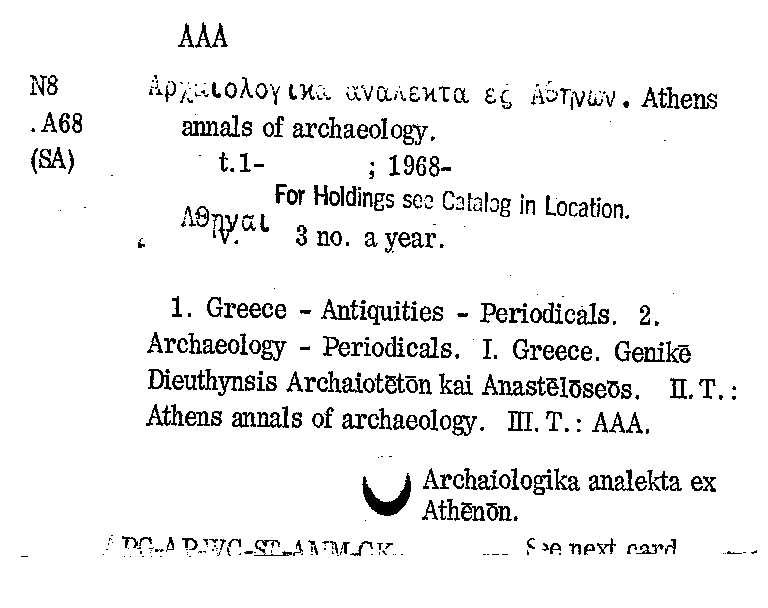 AAA
N8 Αρχαιολογικα αναλεκτα ες Αθηνων. Athens
.A68 annals of archaeology.
(SA) t.1- ; 1968-
For Holdings see Catalog in Location.
Αθηναι
v. 3 no. a year.
1. Greece - Antiquities - Periodicals. 2.
Archaeology - Periodicals. I. Greece. Genikē
Dieuthynsis Archaiotētōn kai Anastēlōseōs. II. T.:
Athens annals of archaeology. III. T.: AAA.
Archaiologika analekta ex
Athēnōn.
See next card